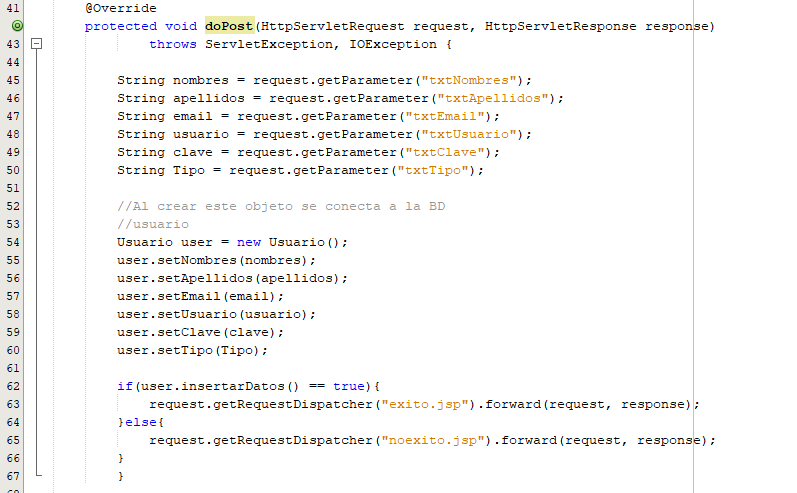 41 @Override
protected void doPost(HttpServletRequest request, HttpServletResponse response)
43 throws ServletException, IOException {
44
45 String nombres = request.getParameter("txtNombres");
46 String apellidos = request.getParameter("txtApellidos");
47 String email = request.getParameter("txtEmail");
48 String usuario = request.getParameter("txtUsuario");
49 String clave = request.getParameter("txtClave");
50 String Tipo = request.getParameter("txtTipo");
51
52 //Al crear este objeto se conecta a la BD
53 //usuario
54 Usuario user = new Usuario();
55 user.setNombres(nombres);
56 user.setApellidos(apellidos);
57 user.setEmail(email);
58 user.setUsuario(usuario);
59 user.setClave(clave);
60 user.setTipo(Tipo);
61
62 if(user.insertarDatos() == true){
63 request.getRequestDispatcher("exito.jsp").forward(request, response);
64 }else{
65 request.getRequestDispatcher("noexito.jsp").forward(request, response);
66 }
67 }